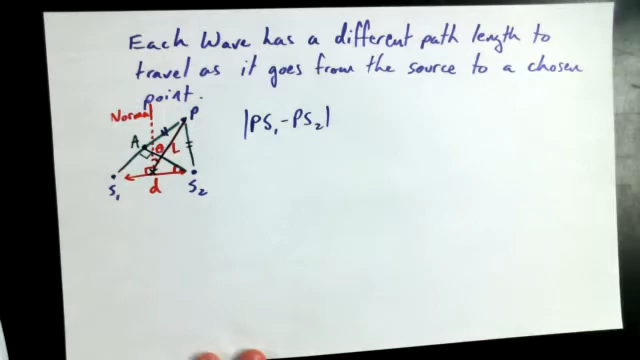 Each Wave has a different path length to
travel as it goes from the source to a chosen
point.
Normal
P
|PS₁-PS₂|
A
θ
L
S₁
d
S₂